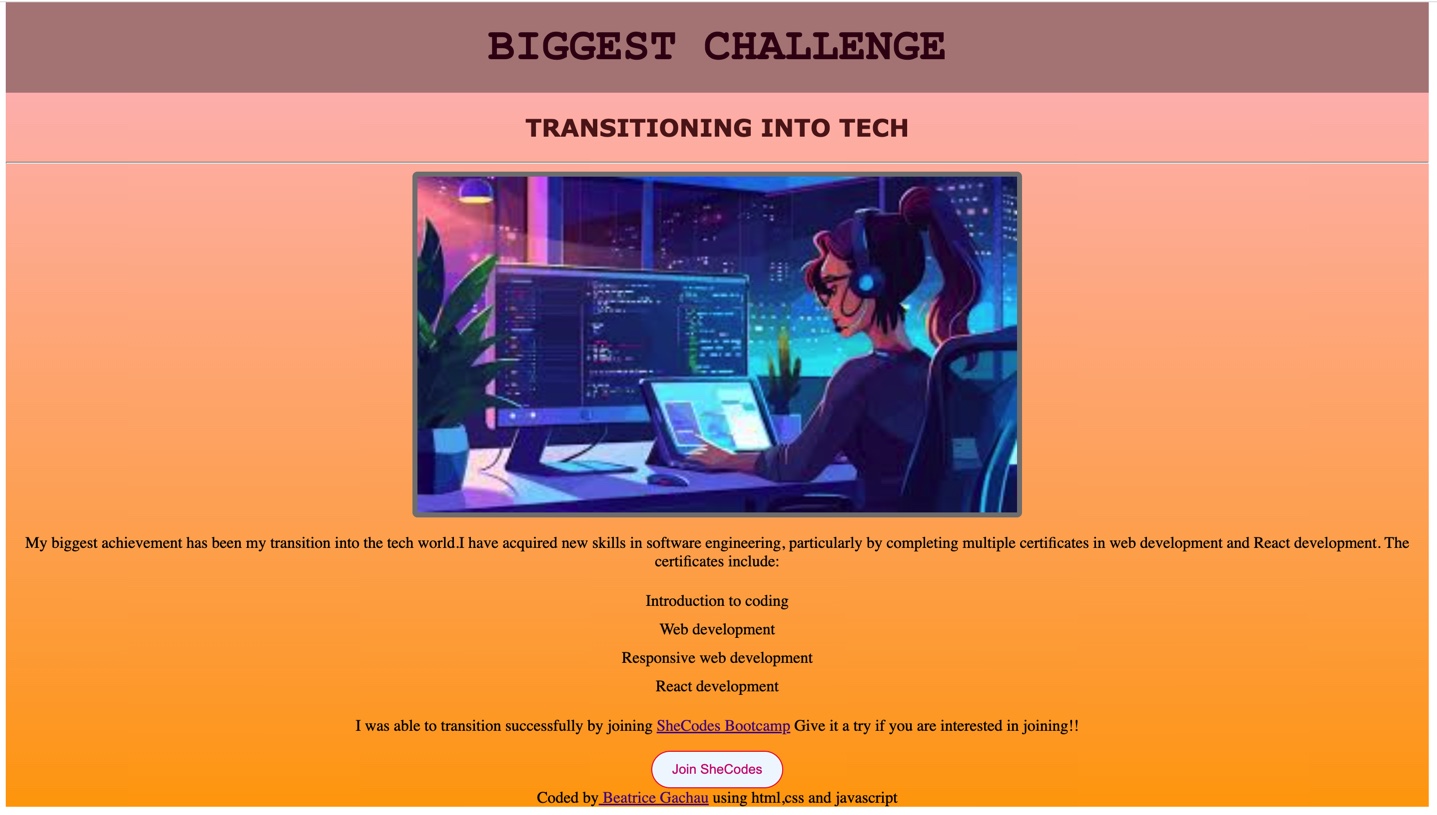 BIGGEST CHALLENGE
TRANSITIONING INTO TECH
My biggest achievement has been my transition into the tech world.I have acquired new skills in software engineering, particularly by completing multiple certificates in web development and React development. The
certificates include:
Introduction to coding
Web development
Responsive web development
React development
I was able to transition successfully by joining SheCodes Bootcamp Give it a try if you are interested in joining!!
Join SheCodes
Coded by Beatrice Gachau using html,css and javascript